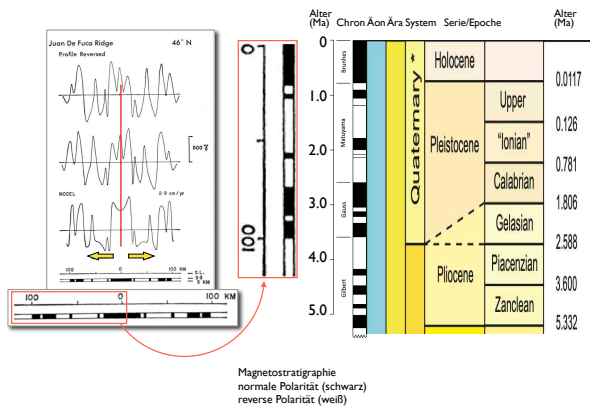 Juan De Fuca Ridge 46° N
Profile Reversed
500γ
MODEL 2·9 cm/yr
100 0 100 KM
S.L.
3·3
5 KM
100 0 100 KM
0
100
Alter
(Ma) Chron Äon Ära System Serie/Epoche Alter
(Ma)
0
1.0
2.0
3.0
4.0
5.0
Brunhes
Matuyama
Gauss
Gilbert
Quaternary *
Holocene
Pleistocene
Pliocene
Upper
“Ionian”
Calabrian
Gelasian
Piacenzian
Zanclean
0.0117
0.126
0.781
1.806
2.588
3.600
5.332
Magnetostratigraphie
normale Polarität (schwarz)
reverse Polarität (weiß)